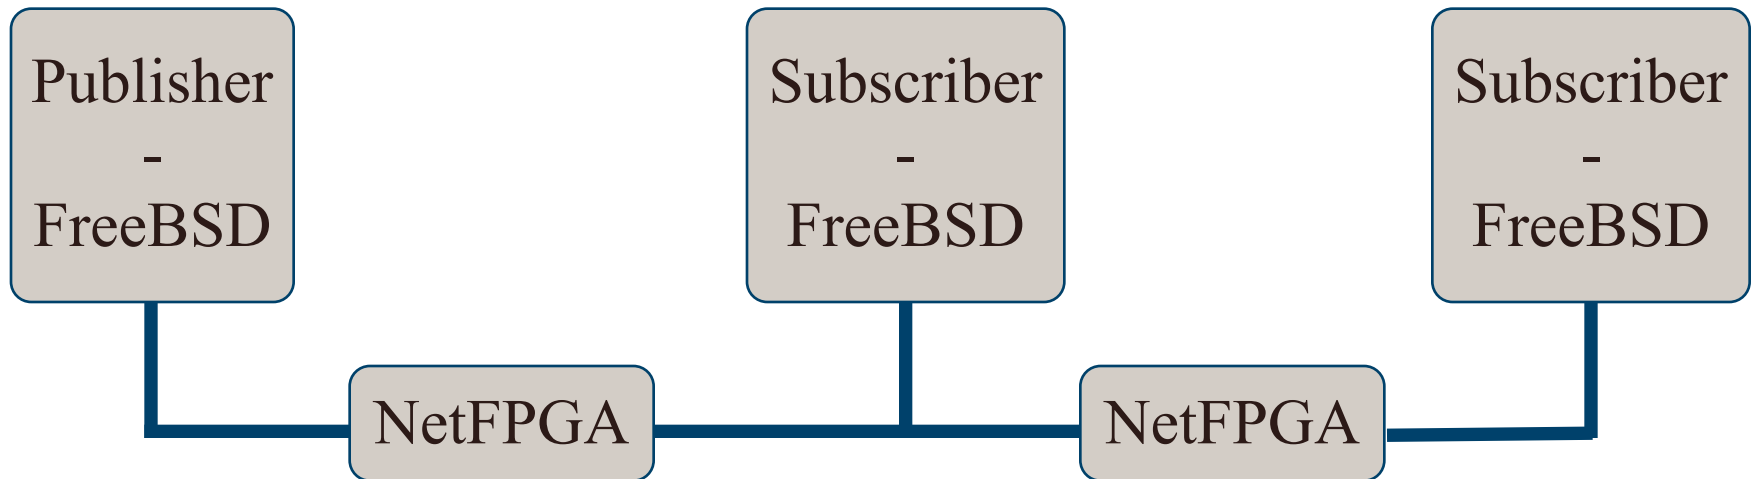 Publisher
-
FreeBSD
Subscriber
-
FreeBSD
Subscriber
-
FreeBSD
NetFPGA
NetFPGA